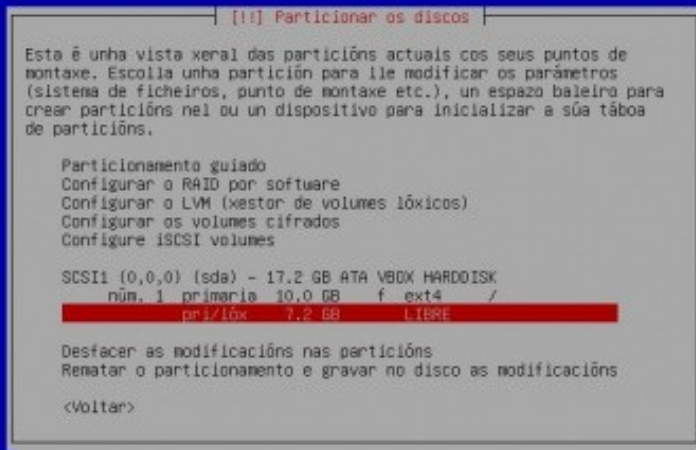 [!!] Particionar os discos
Esta é unha vista xeral das particións actuais cos seus puntos de
montaxe. Escolla unha partición para lle modificar os parámetros
(sistema de ficheiros, punto de montaxe etc.), un espazo baleiro para
crear particións nel ou un dispositivo para inicializar a súa táboa
de particións.
Particionamento guiado
Configurar o RAID por software
Configurar o LVM (xestor de volumes lóxicos)
Configurar os volumes cifrados
Configure iSCSI volumes
SCSI1 (0,0,0) (sda) - 17.2 GB ATA VBOX HARDDISK
núm. 1 primaria 10.0 GB f ext4 /
pri/lóx 7.2 GB LIBRE
Desfacer as modificacións nas particións
Rematar o particionamento e gravar no disco as modificacións
<Voltar>